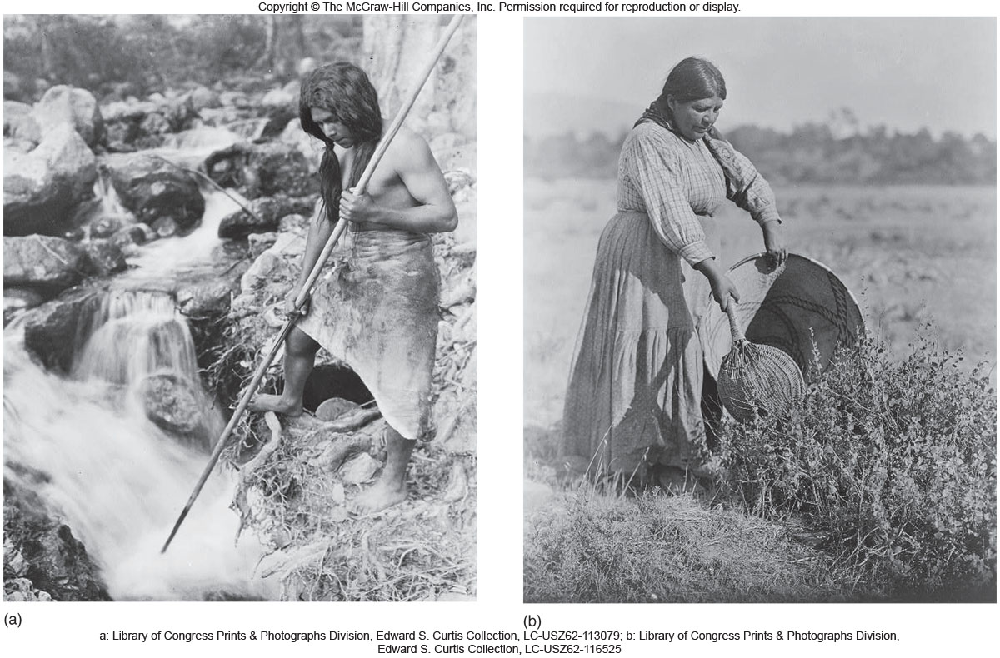 Copyright © The McGraw-Hill Companies, Inc. Permission required for reproduction or display.
(a)
(b)
a: Library of Congress Prints & Photographs Division, Edward S. Curtis Collection, LC-USZ62-113079; b: Library of Congress Prints & Photographs Division,
Edward S. Curtis Collection, LC-USZ62-116525